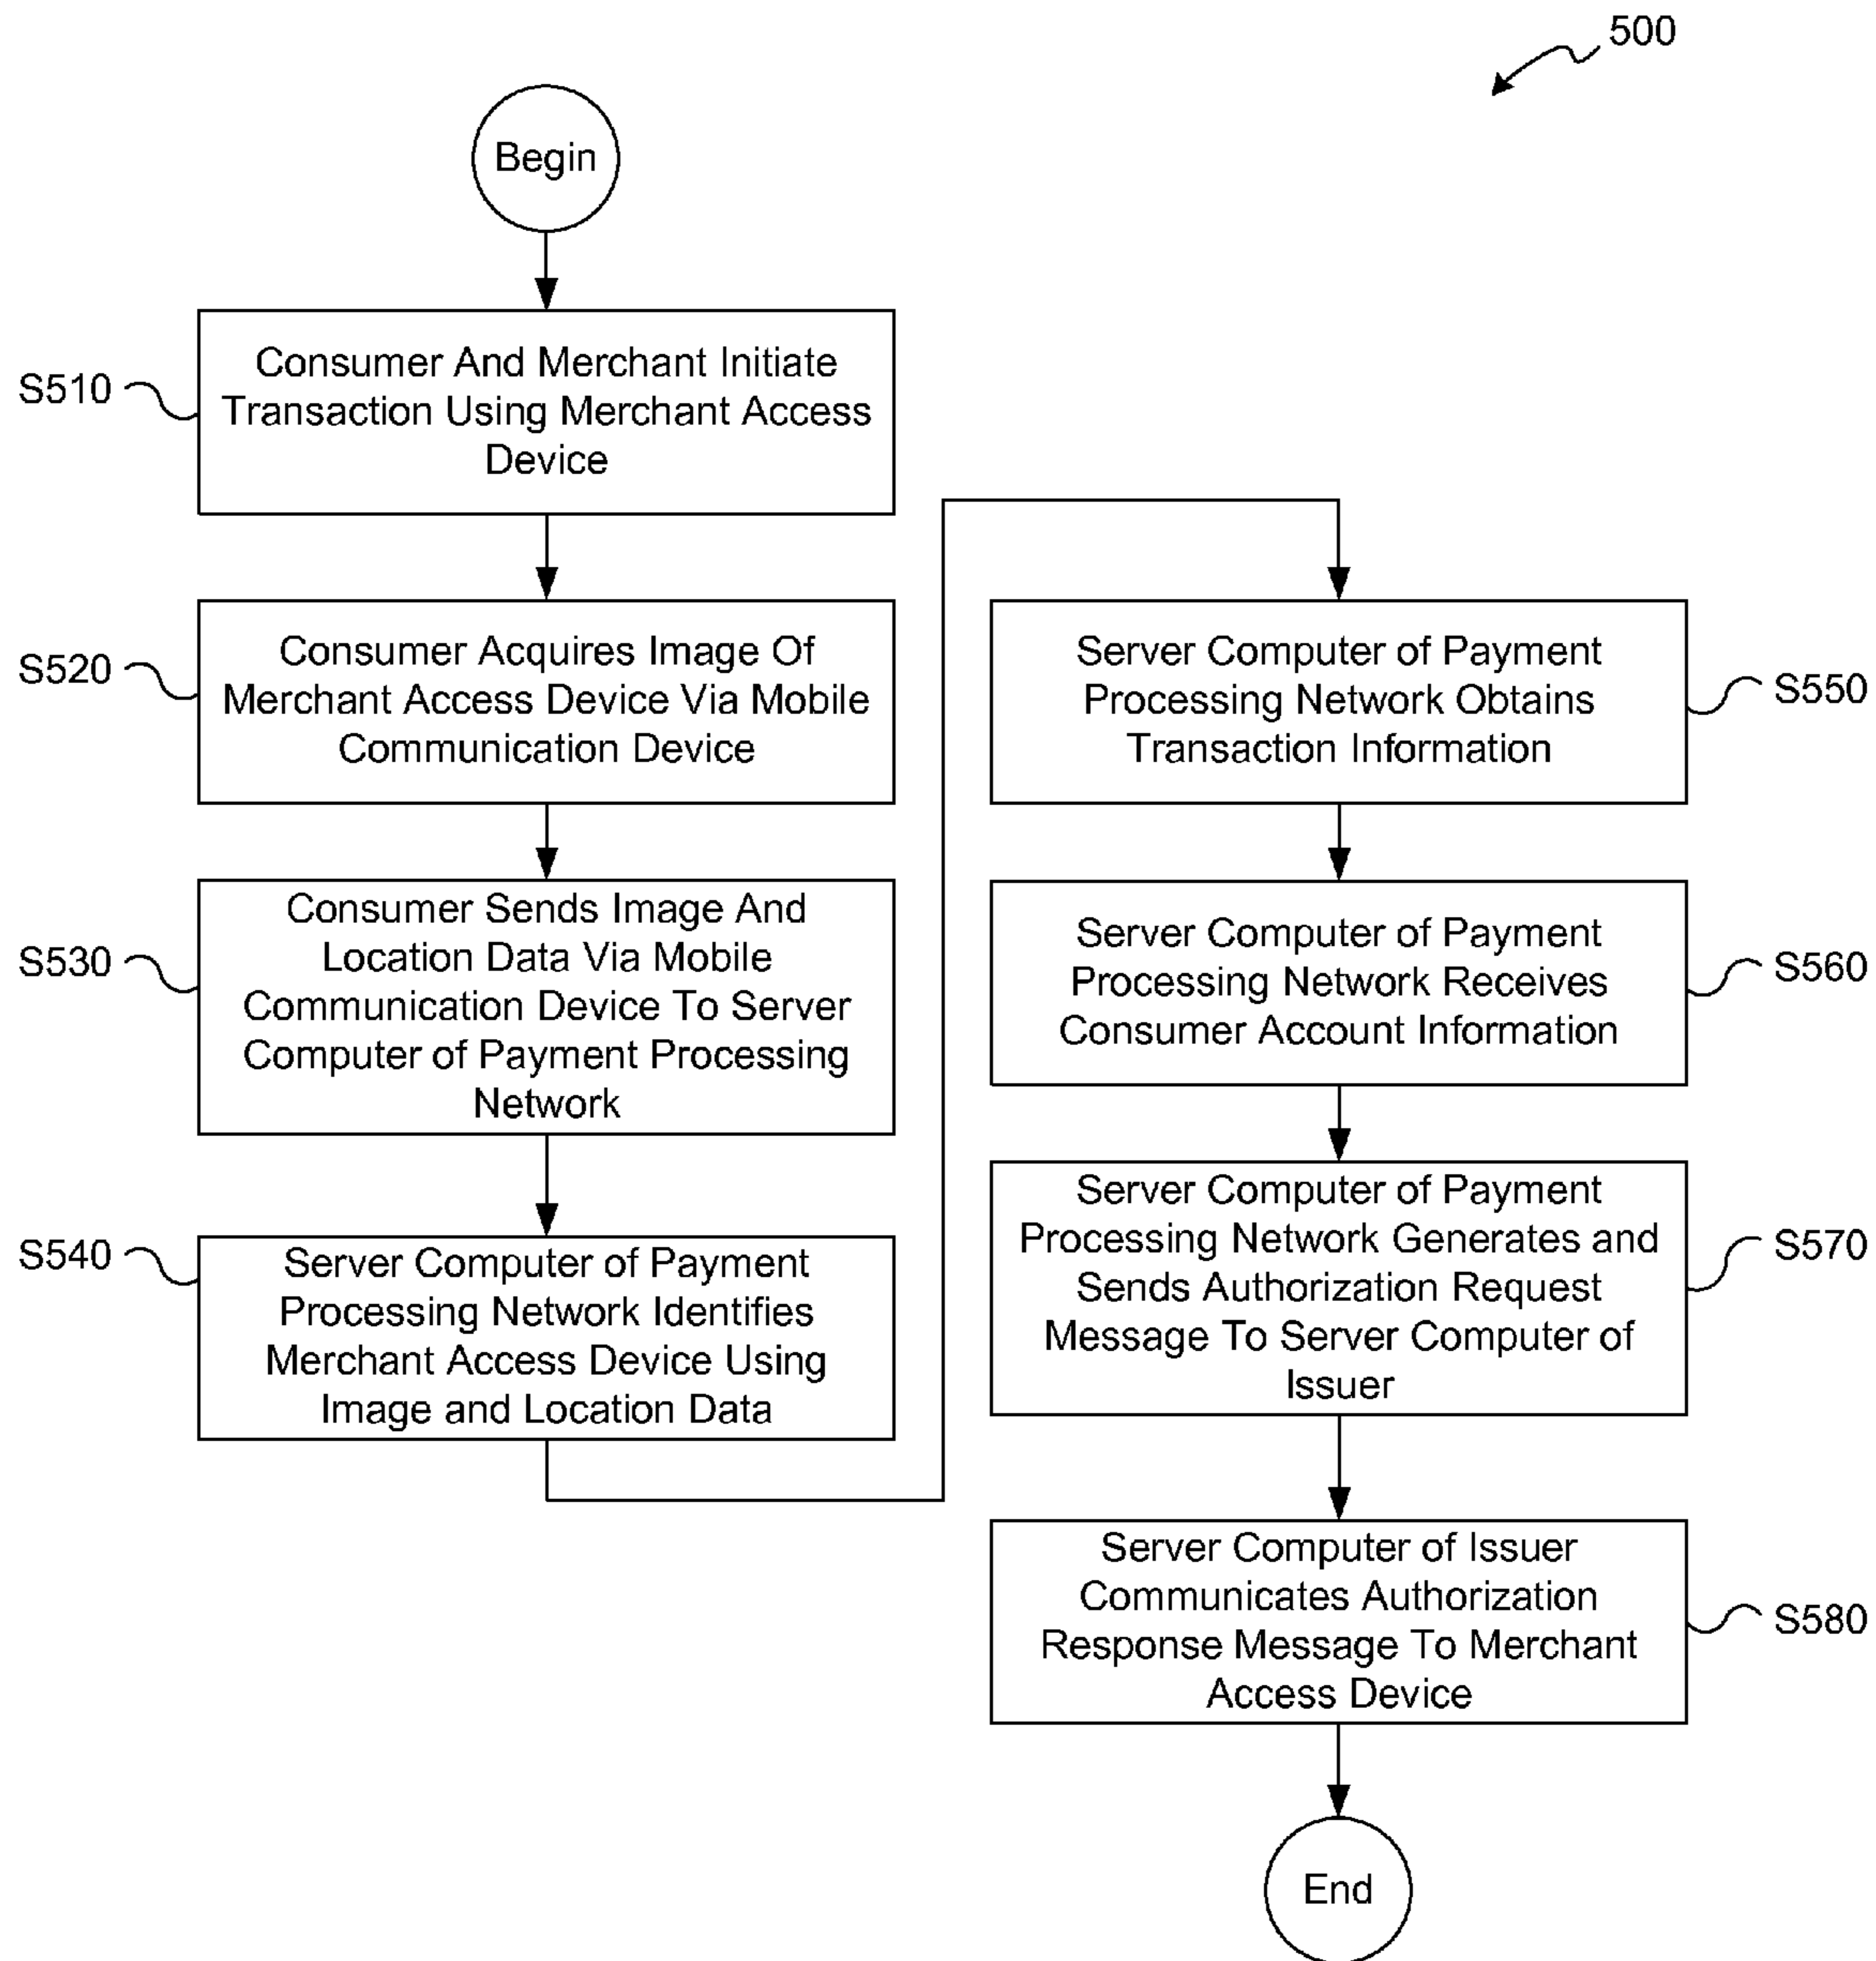 500
Begin
S510
Consumer And Merchant Initiate
Transaction Using Merchant Access
Device
S520
Consumer Acquires Image Of
Merchant Access Device Via Mobile
Communication Device
S530
Consumer Sends Image And
Location Data Via Mobile
Communication Device To Server
Computer of Payment Processing
Network
S540
Server Computer of Payment
Processing Network Identifies
Merchant Access Device Using
Image and Location Data
Server Computer of Payment
Processing Network Obtains
Transaction Information
S550
Server Computer of Payment
Processing Network Receives
Consumer Account Information
S560
Server Computer of Payment
Processing Network Generates and
Sends Authorization Request
Message To Server Computer of
Issuer
S570
Server Computer of Issuer
Communicates Authorization
Response Message To Merchant
Access Device
S580
End